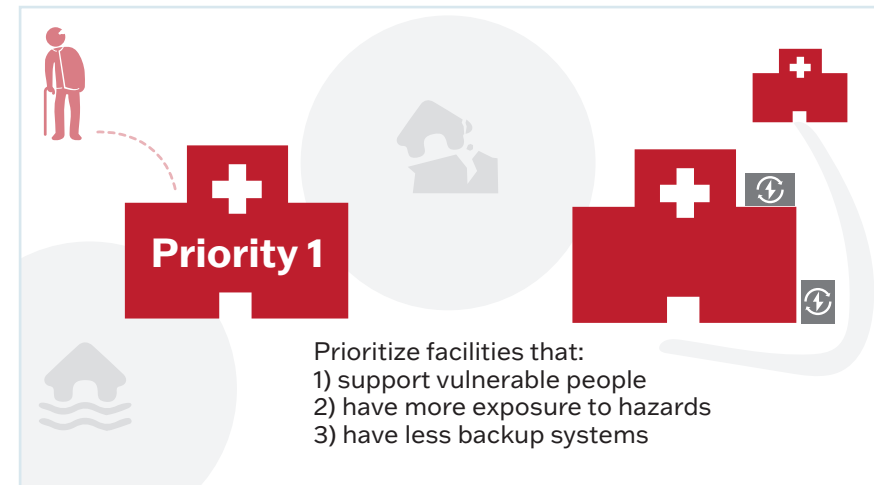 Priority 1
Prioritize facilities that:
1) support vulnerable people
2) have more exposure to hazards
3) have less backup systems